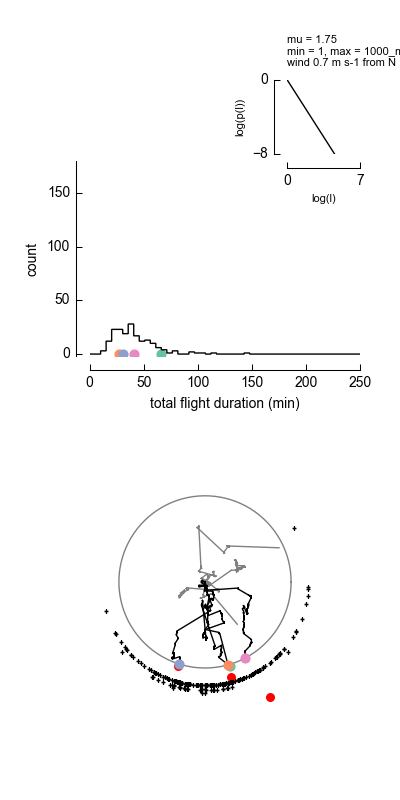 mu = 1.75
min = 1, max = 1000_m
wind 0.7 m s-1 from N
0
log(p(l))
−8
0
7
log(l)
150
100
50
0
count
0
50
100
150
200
250
total flight duration (min)